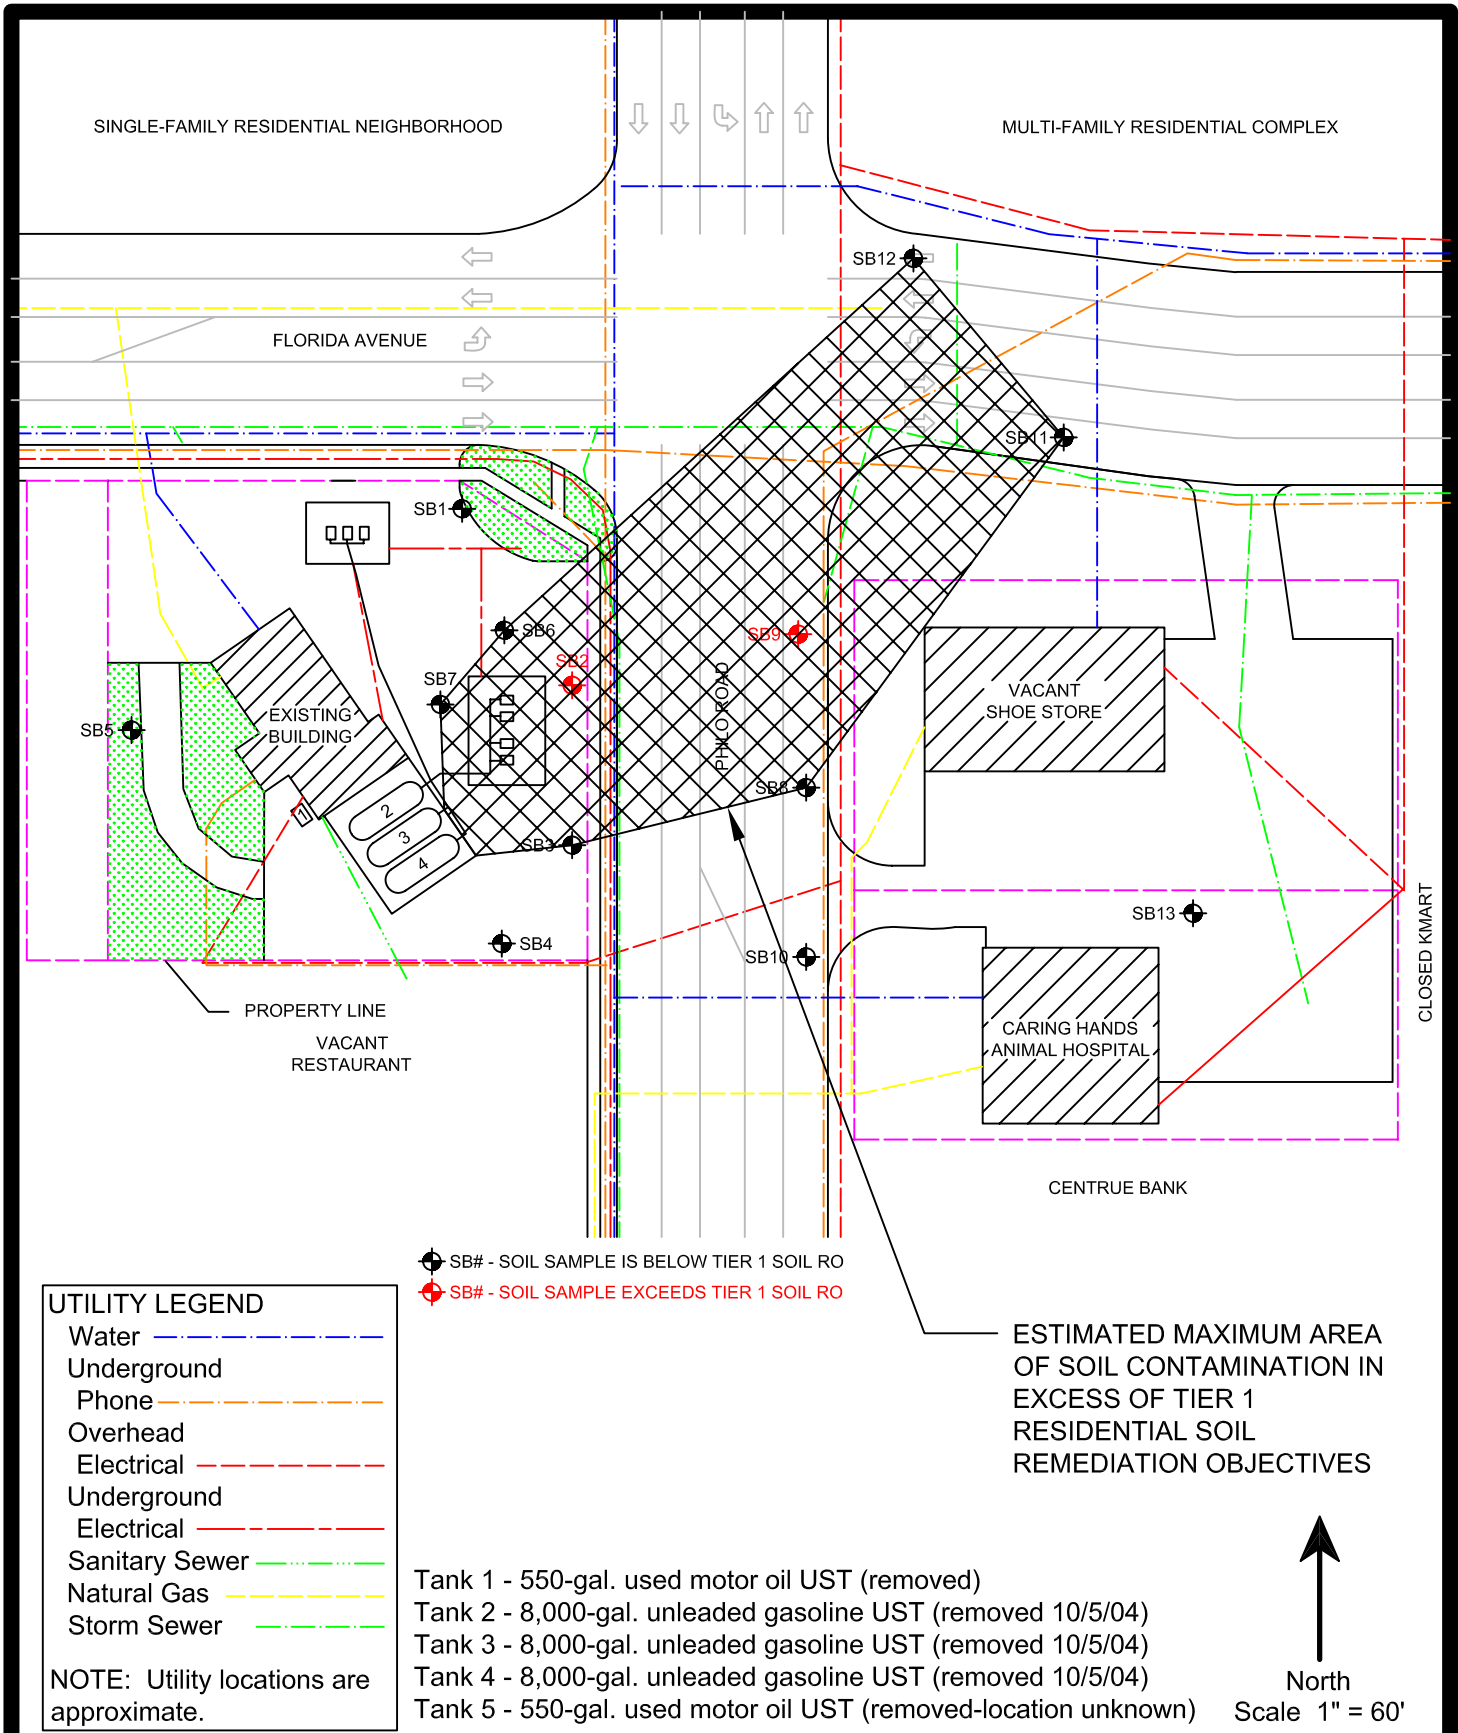 SINGLE-FAMILY RESIDENTIAL NEIGHBORHOOD
MULTI-FAMILY RESIDENTIAL COMPLEX
SB12
FLORIDA AVENUE
SB11
SB1
SB6
SB9
SB2
SB7
PHILO ROAD
VACANT
SHOE STORE
SB5
EXISTING
BUILDING
SB8
1
2
3
4
SB3
SB13
SB4
SB10
CLOSED KMART
PROPERTY LINE
VACANT
RESTAURANT
CARING HANDS
ANIMAL HOSPITAL
CENTRUE BANK
SB# - SOIL SAMPLE IS BELOW TIER 1 SOIL RO
SB# - SOIL SAMPLE EXCEEDS TIER 1 SOIL RO
ESTIMATED MAXIMUM AREA
OF SOIL CONTAMINATION IN
EXCESS OF TIER 1
RESIDENTIAL SOIL
REMEDIATION OBJECTIVES
UTILITY LEGEND
Water
Underground
Phone
Overhead
Electrical
Underground
Electrical
Sanitary Sewer
Natural Gas
Storm Sewer
NOTE: Utility locations are
approximate.
Tank 1 - 550-gal. used motor oil UST (removed)
Tank 2 - 8,000-gal. unleaded gasoline UST (removed 10/5/04)
Tank 3 - 8,000-gal. unleaded gasoline UST (removed 10/5/04)
Tank 4 - 8,000-gal. unleaded gasoline UST (removed 10/5/04)
Tank 5 - 550-gal. used motor oil UST (removed-location unknown)
North
Scale 1" = 60'